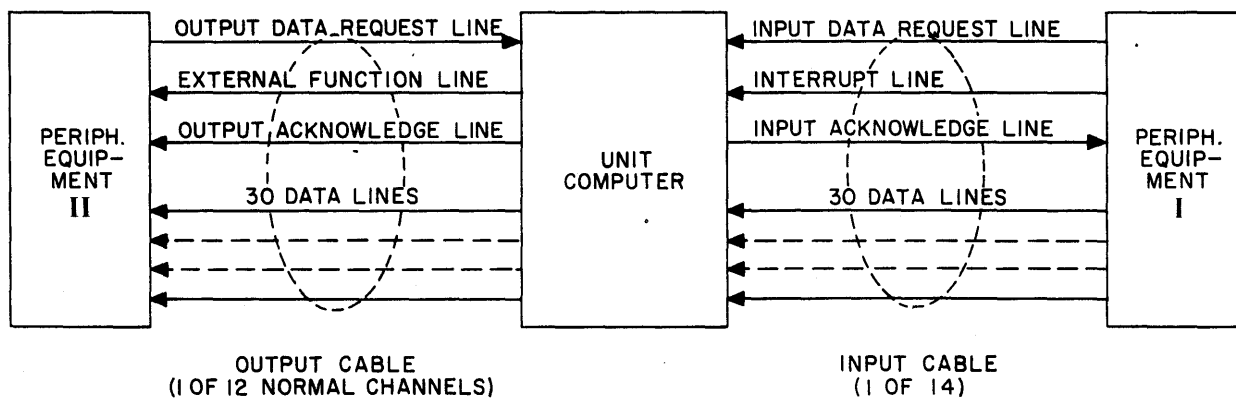 OUTPUT DATA REQUEST LINE
EXTERNAL FUNCTION LINE
OUTPUT ACKNOWLEDGE LINE
30 DATA LINES
PERIPH.
EQUIP-
MENT
II
UNIT
COMPUTER
INPUT DATA REQUEST LINE
INTERRUPT LINE
INPUT ACKNOWLEDGE LINE
30 DATA LINES
PERIPH.
EQUIP-
MENT
I
OUTPUT CABLE
(1 OF 12 NORMAL CHANNELS)
INPUT CABLE
(1 OF 14)